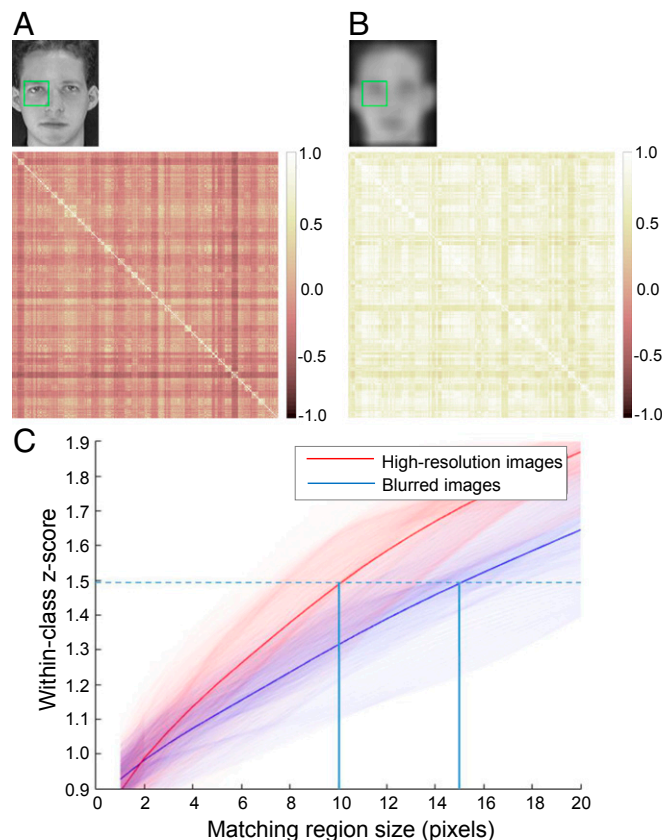 A
B
1.0
0.5
0.0
-0.5
-1.0
1.0
0.5
0.0
-0.5
-1.0
C
High-resolution images
Blurred images
Within-class z-score
1.9
1.8
1.7
1.6
1.5
1.4
1.3
1.2
1.1
1.0
0.9
0 2 4 6 8 10 12 14 16 18 20
Matching region size (pixels)